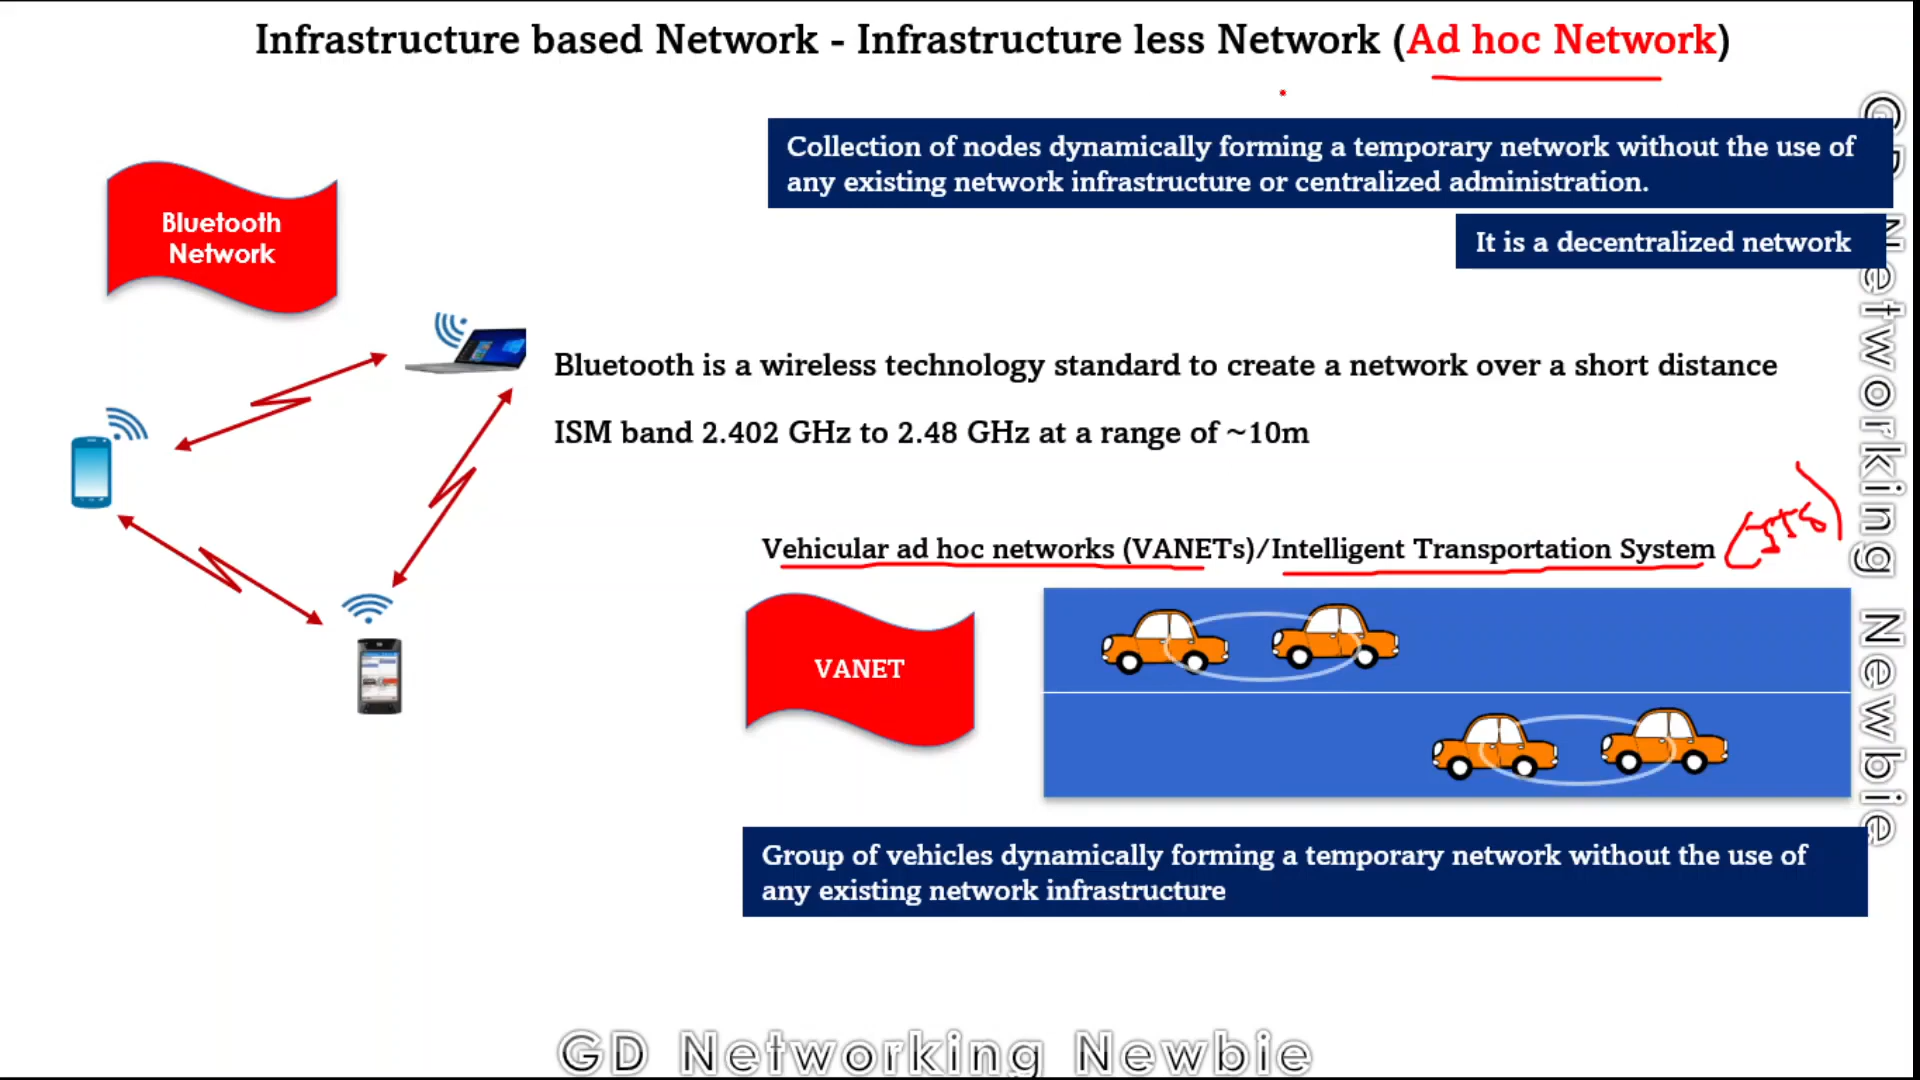 Infrastructure based Network - Infrastructure less Network (Ad hoc Network)
Collection of nodes dynamically forming a temporary network without the use of
any existing network infrastructure or centralized administration.
It is a decentralized network
Bluetooth
Network
Bluetooth is a wireless technology standard to create a network over a short distance
ISM band 2.402 GHz to 2.48 GHz at a range of ~10m
Vehicular ad hoc networks (VANETs)/Intelligent Transportation System (ITS)
VANET
Group of vehicles dynamically forming a temporary network without the use of
any existing network infrastructure
GD Networking Newbie
GD Networking Newbie